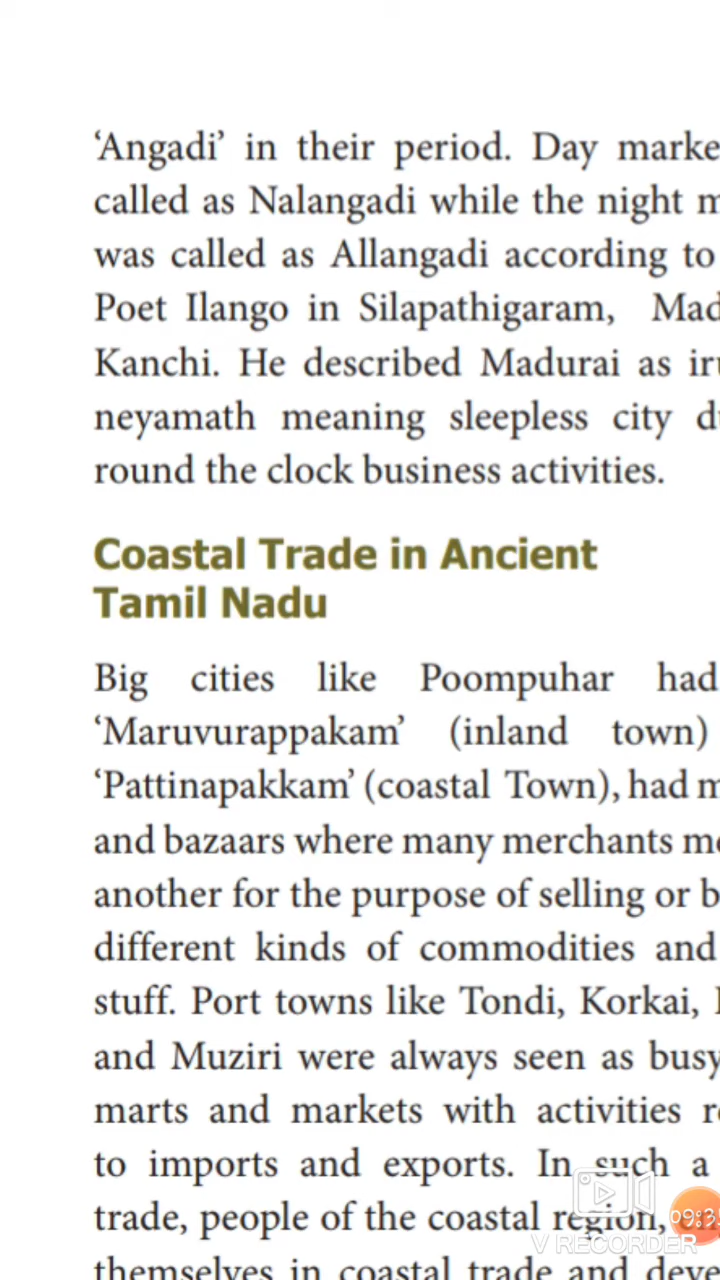 ‘Angadi’ in their period. Day
called as Nalangadi while the night
was called as Allangadi according to
Poet Ilango in Silapathigaram,
Kanchi. He described Madurai as
neyamath meaning sleepless city
round the clock business activities.
Coastal Trade in Ancient
Tamil Nadu
Big cities like Poompuhar had
‘Maruvurappakam’ (inland town)
‘Pattinapakkam’ (coastal Town), had
and bazaars where many merchants
another for the purpose of selling or
different kinds of commodities and
stuff. Port towns like Tondi, Korkai,
and Muziri were always seen as busy
marts and markets with activities
to imports and exports. In such a
trade, people of the coastal region,
themselves in coastal trade and
V RECORDER